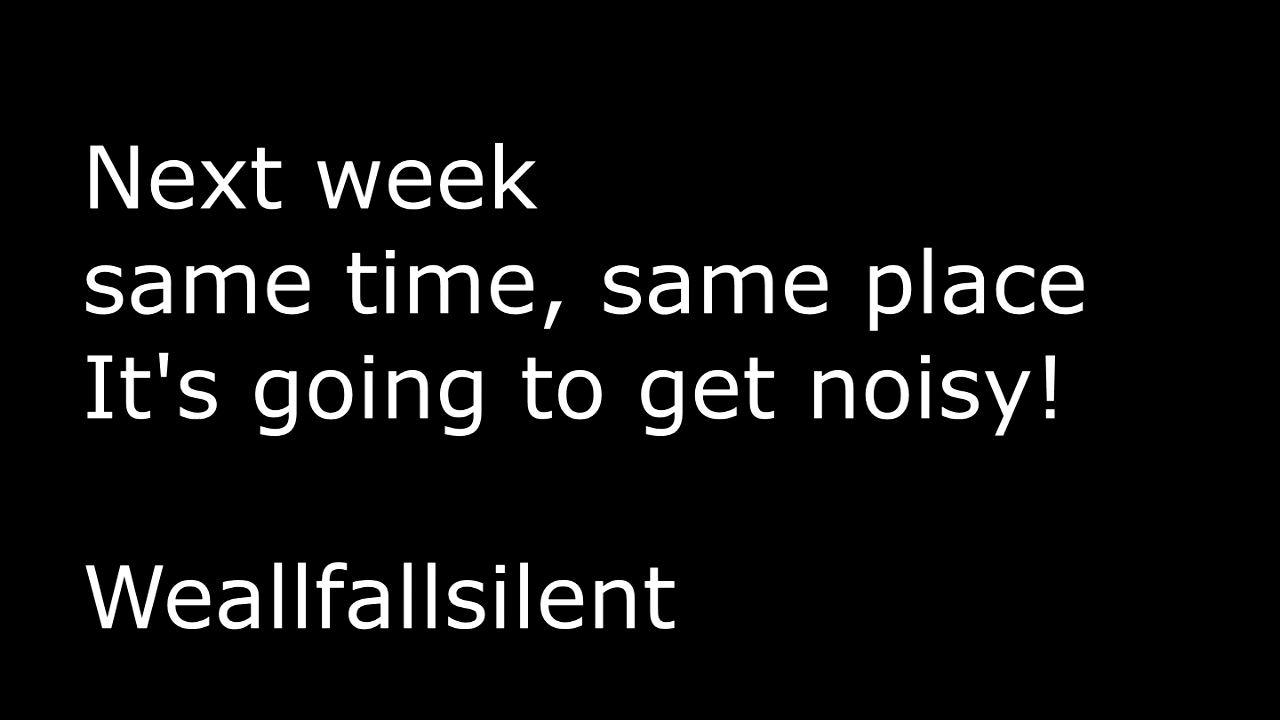 Next week
same time, same place
It's going to get noisy!
Weallfallsilent